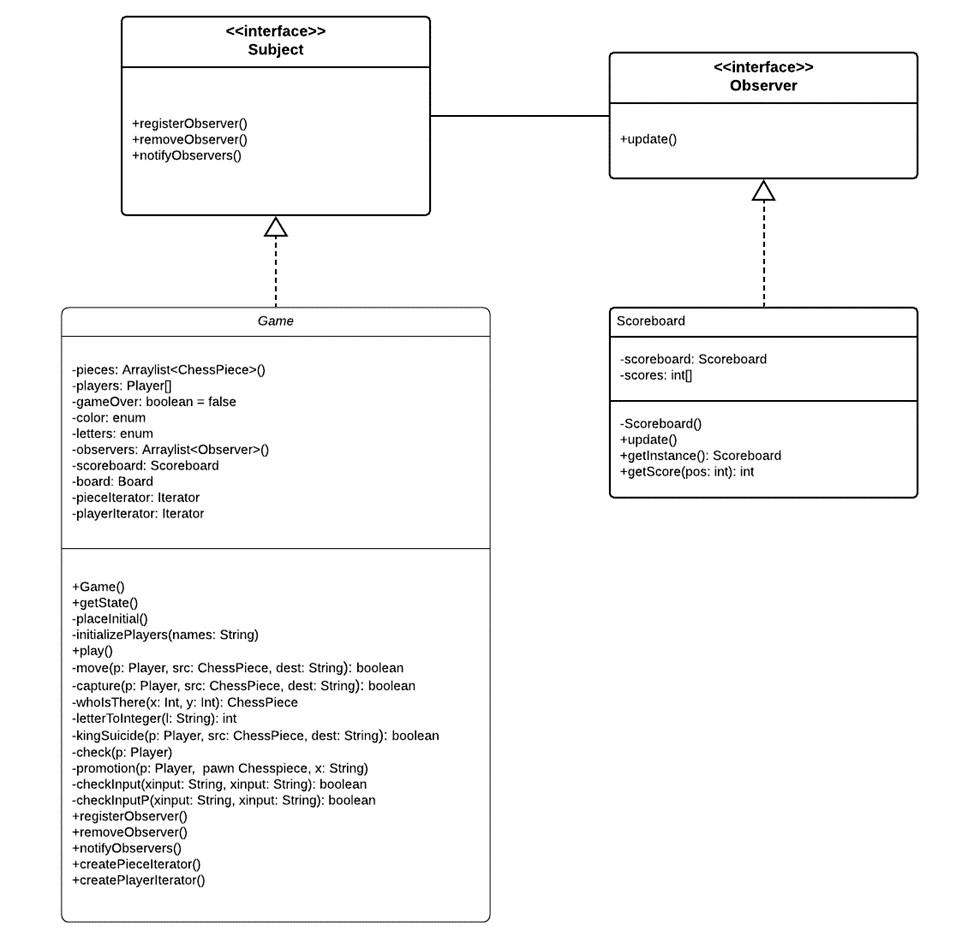 <<interface>>
Subject
+registerObserver()
+removeObserver()
+notifyObservers()
<<interface>>
Observer
+update()
Game
-pieces: Arraylist<ChessPiece>()
-players: Player[]
-gameOver: boolean = false
-color: enum
-letters: enum
-observers: Arraylist<Observer>()
-scoreboard: Scoreboard
-board: Board
-pieceIterator: Iterator
-playerIterator: Iterator
+Game()
+getState()
-placeInitial()
-initializePlayers(names: String)
+play()
-move(p: Player, src: ChessPiece, dest: String): boolean
-capture(p: Player, src: ChessPiece, dest: String): boolean
-whoIsThere(x: Int, y: Int): ChessPiece
-letterToInteger(l: String): int
-kingSuicide(p: Player, src: ChessPiece, dest: String): boolean
-check(p: Player)
-promotion(p: Player, pawn Chesspiece, x: String)
-checkInput(xinput: String, xinput: String): boolean
-checkInputP(xinput: String, xinput: String): boolean
+registerObserver()
+removeObserver()
+notifyObservers()
+createPieceIterator()
+createPlayerIterator()
Scoreboard
-scoreboard: Scoreboard
-scores: int[]
-Scoreboard()
+update()
+getInstance(): Scoreboard
+getScore(pos: int): int